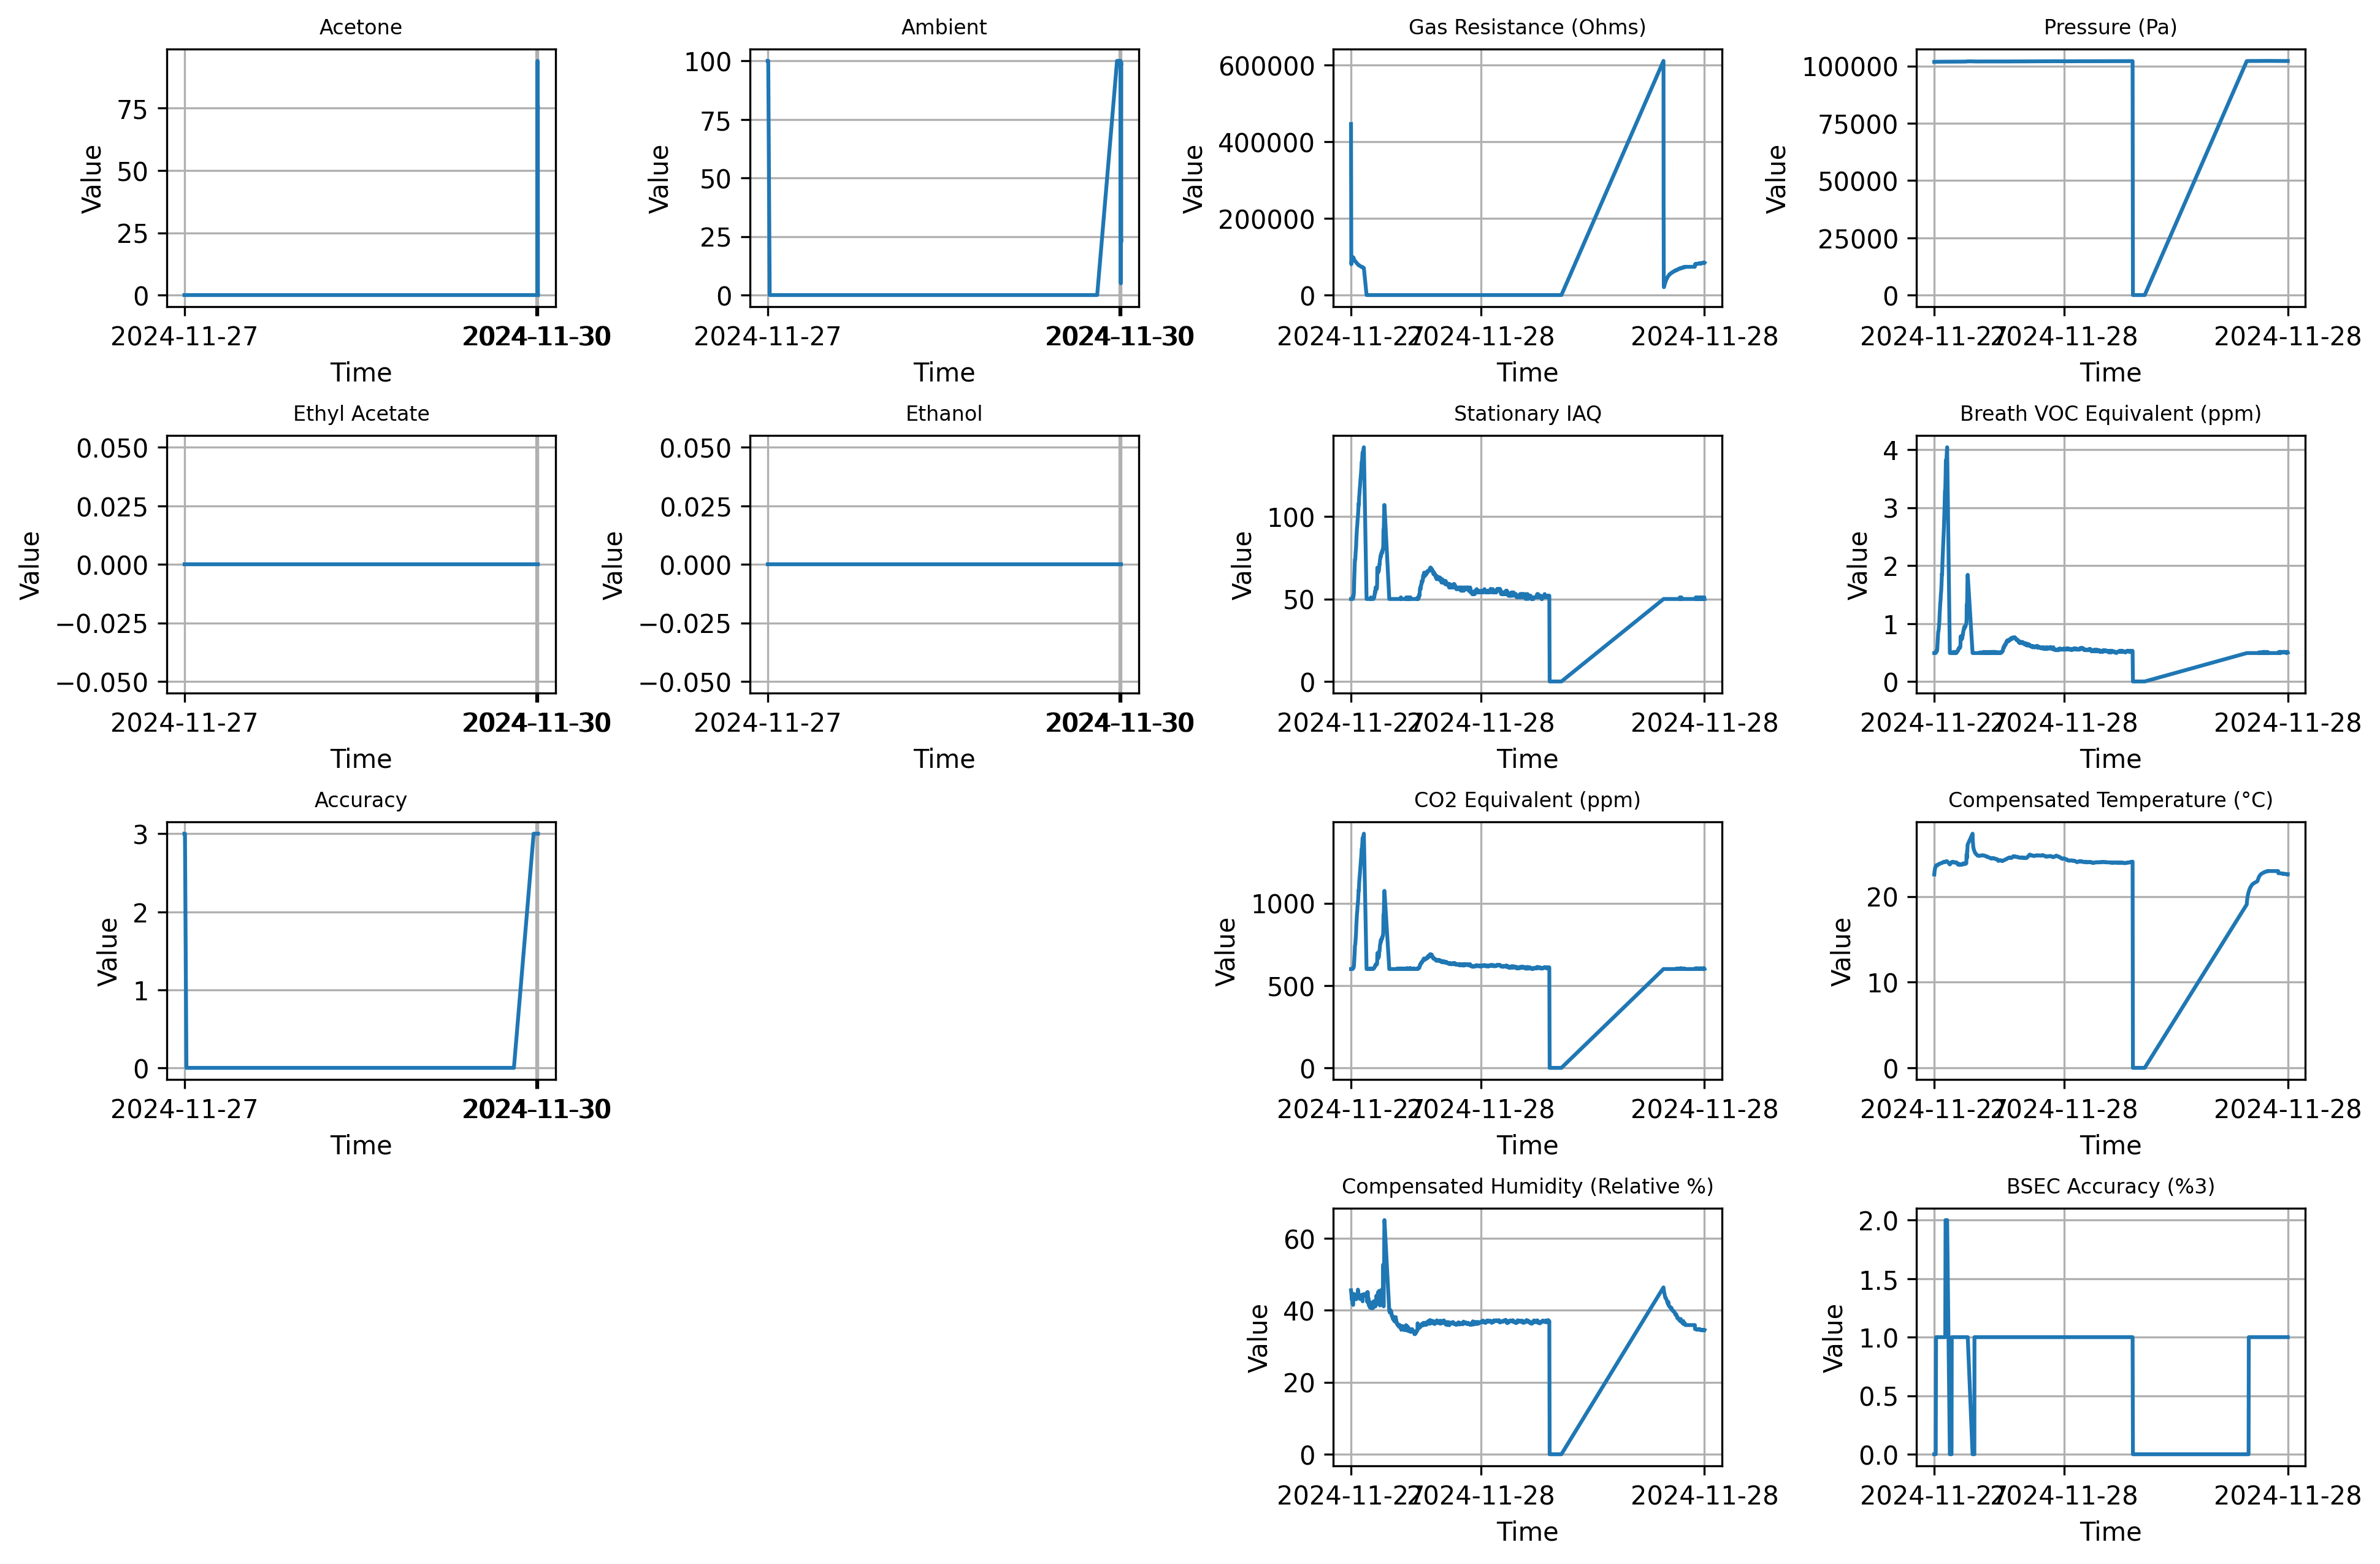 Acetone
Value
75
50
25
0
2024-11-27
2024-11-30
Time
Ambient
Value
100
75
50
25
0
2024-11-27
2024-11-30
Time
Gas Resistance (Ohms)
Value
600000
400000
200000
0
2024-11-27
2024-11-28
2024-11-28
Time
Pressure (Pa)
Value
100000
75000
50000
25000
0
2024-11-27
2024-11-28
2024-11-28
Time
Ethyl Acetate
Value
0.050
0.025
0.000
−0.025
−0.050
2024-11-27
2024-11-30
Time
Ethanol
Value
0.050
0.025
0.000
−0.025
−0.050
2024-11-27
2024-11-30
Time
Stationary IAQ
Value
100
50
0
2024-11-27
2024-11-28
2024-11-28
Time
Breath VOC Equivalent (ppm)
Value
4
3
2
1
0
2024-11-27
2024-11-28
2024-11-28
Time
Accuracy
Value
3
2
1
0
2024-11-27
2024-11-30
Time
CO2 Equivalent (ppm)
Value
1000
500
0
2024-11-27
2024-11-28
2024-11-28
Time
Compensated Temperature (°C)
Value
20
10
0
2024-11-27
2024-11-28
2024-11-28
Time
Compensated Humidity (Relative %)
Value
60
40
20
0
2024-11-27
2024-11-28
2024-11-28
Time
BSEC Accuracy (%3)
Value
2.0
1.5
1.0
0.5
0.0
2024-11-27
2024-11-28
2024-11-28
Time